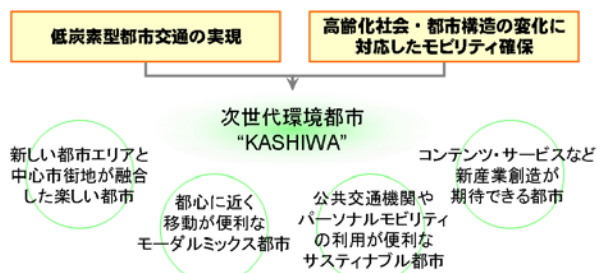 低炭素型都市交通の実現
高齢化社会・都市構造の変化に
対応したモビリティ確保
次世代環境都市
“KASHIWA”
新しい都市エリアと
中心市街地が融合
した楽しい都市
都心に近く
移動が便利な
モーダルミックス都市
公共交通機関や
パーソナルモビリティ
の利用が便利な
サスティナブル都市
コンテンツ・サービスなど
新産業創造が
期待できる都市